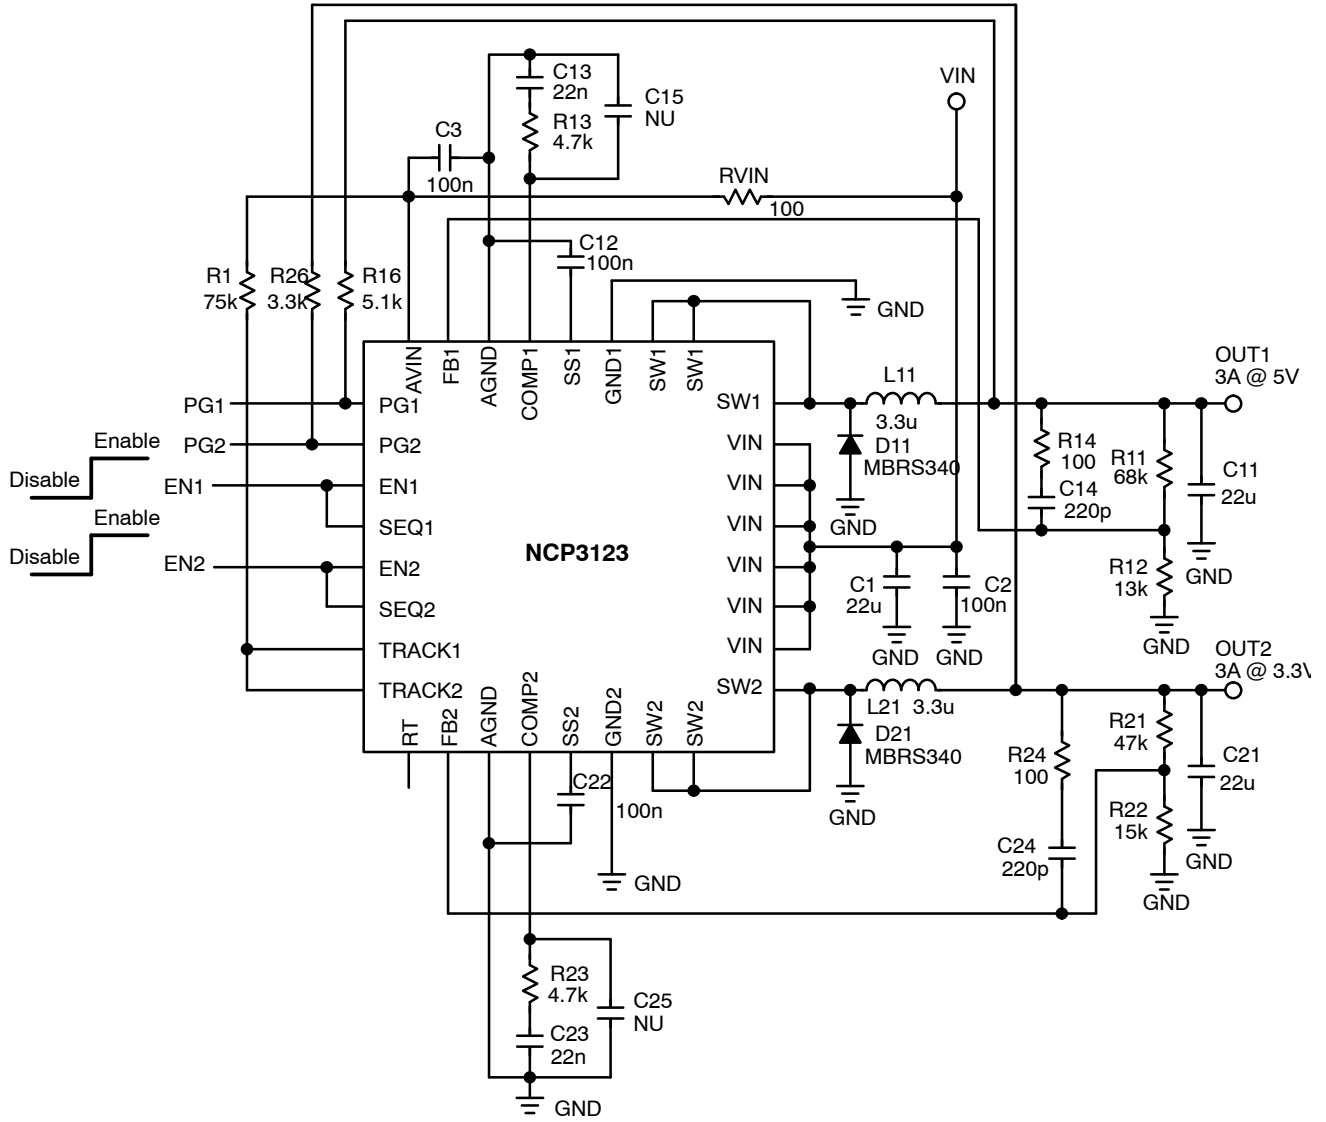 VIN
C13
22n
C15
NU
R13
4.7k
C3
100n
RVIN
100
C12
100n
R1
75k
R26
3.3k
R16
5.1k
GND
AVIN
FB1
AGND
COMP1
SS1
GND1
SW1
SW1
OUT1
3A @ 5V
PG1
PG2
EN1
EN2
Enable
Disable
Enable
Disable
PG1
PG2
EN1
SEQ1
EN2
SEQ2
TRACK1
TRACK2
NCP3123
SW1
VIN
VIN
VIN
VIN
VIN
VIN
SW2
L11
3.3u
D11
MBRS340
GND
R14
100
C14
220p
R11
68k
C11
22u
GND
R12
13k
GND
C1
22u
GND
C2
100n
GND
OUT2
3A @ 3.3V
RT
FB2
AGND
COMP2
SS2
GND2
SW2
SW2
L21 3.3u
D21
MBRS340
GND
R24
100
C24
220p
R21
47k
C21
22u
GND
R22
15k
GND
C22
100n
GND
R23
4.7k
C23
22n
C25
NU
GND